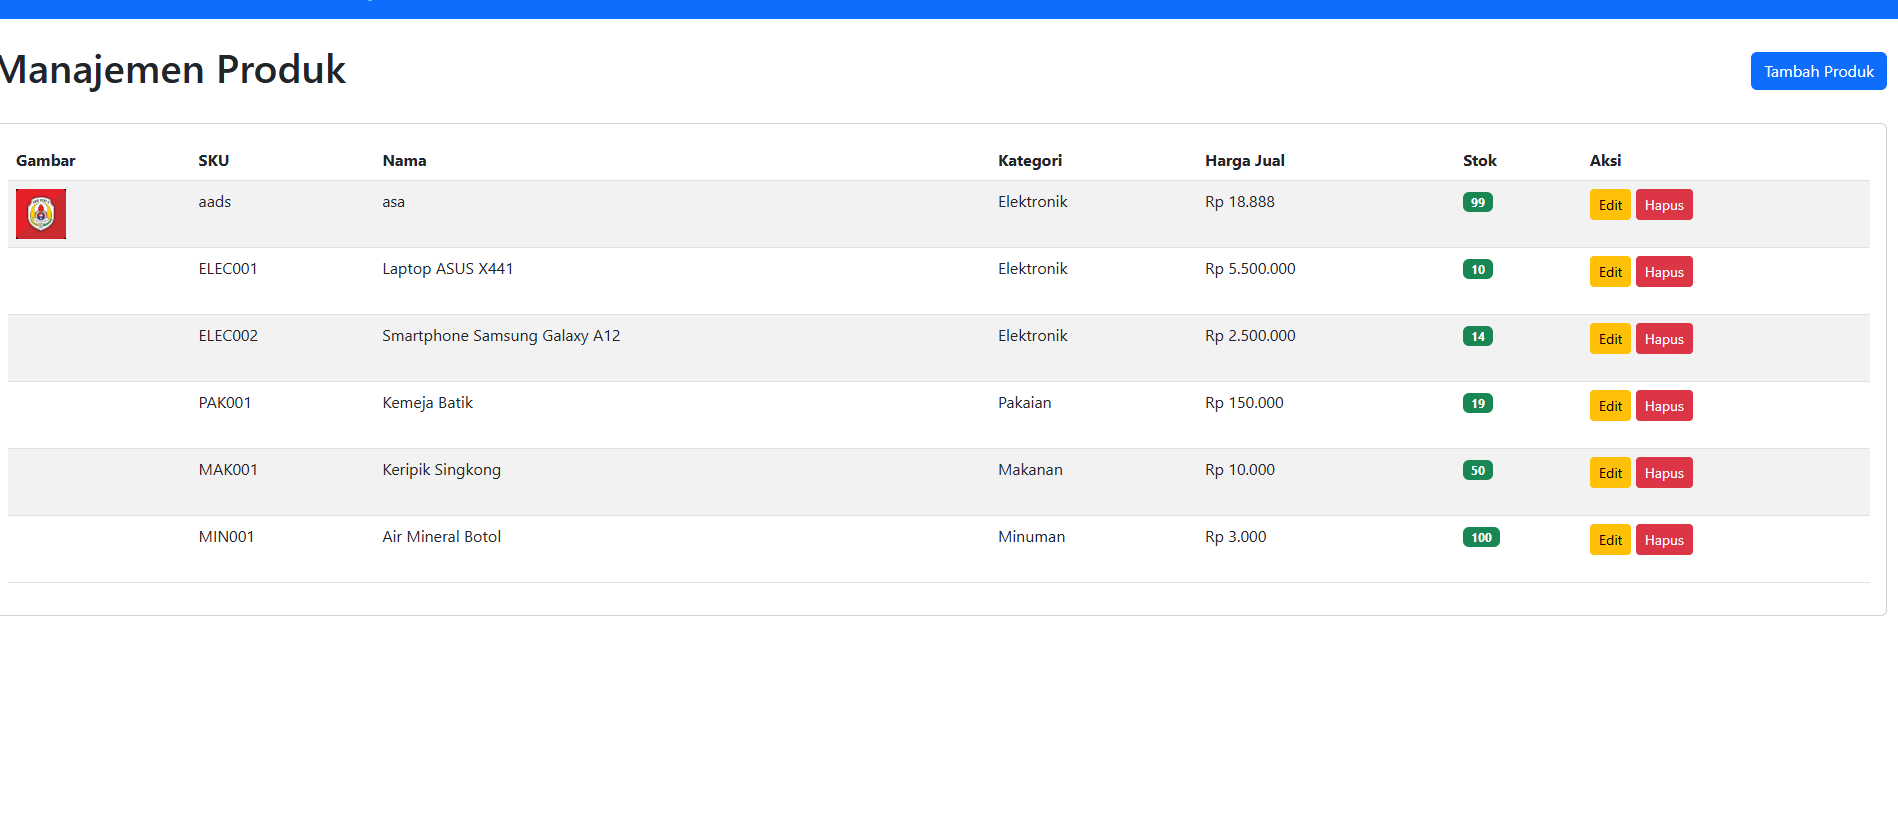 Manajemen Produk
Tambah Produk
Gambar SKU Nama Kategori Harga Jual Stok Aksi
aads asa Elektronik Rp 18.888 99 Edit Hapus
ELEC001 Laptop ASUS X441 Elektronik Rp 5.500.000 10 Edit Hapus
ELEC002 Smartphone Samsung Galaxy A12 Elektronik Rp 2.500.000 14 Edit Hapus
PAK001 Kemeja Batik Pakaian Rp 150.000 19 Edit Hapus
MAK001 Keripik Singkong Makanan Rp 10.000 50 Edit Hapus
MIN001 Air Mineral Botol Minuman Rp 3.000 100 Edit Hapus